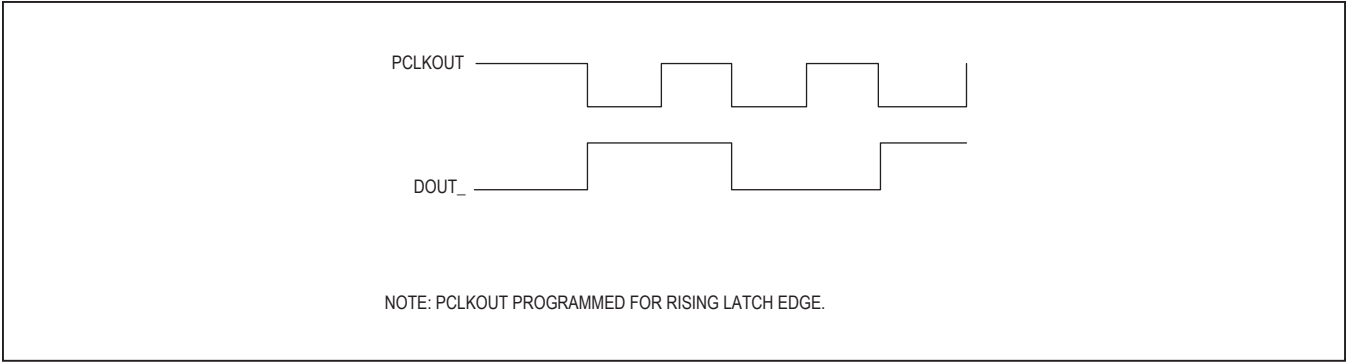 PCLKOUT
DOUT_
NOTE: PCLKOUT PROGRAMMED FOR RISING LATCH EDGE.